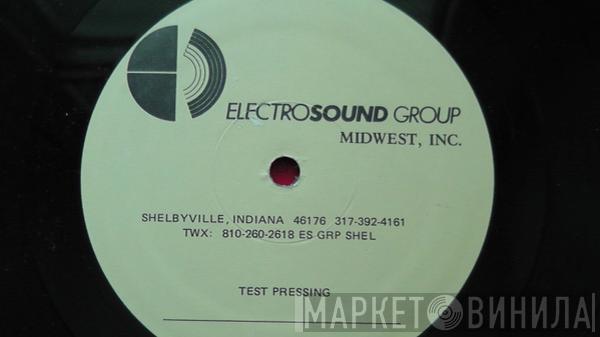 ELECTROSOUND GROUP
MIDWEST, INC.
SHELBYVILLE, INDIANA 46176 317-392-4161
TWX: 810-260-2618 ES GRP SHEL
TEST PRESSING
МАРКЕТ ВИНИЛА